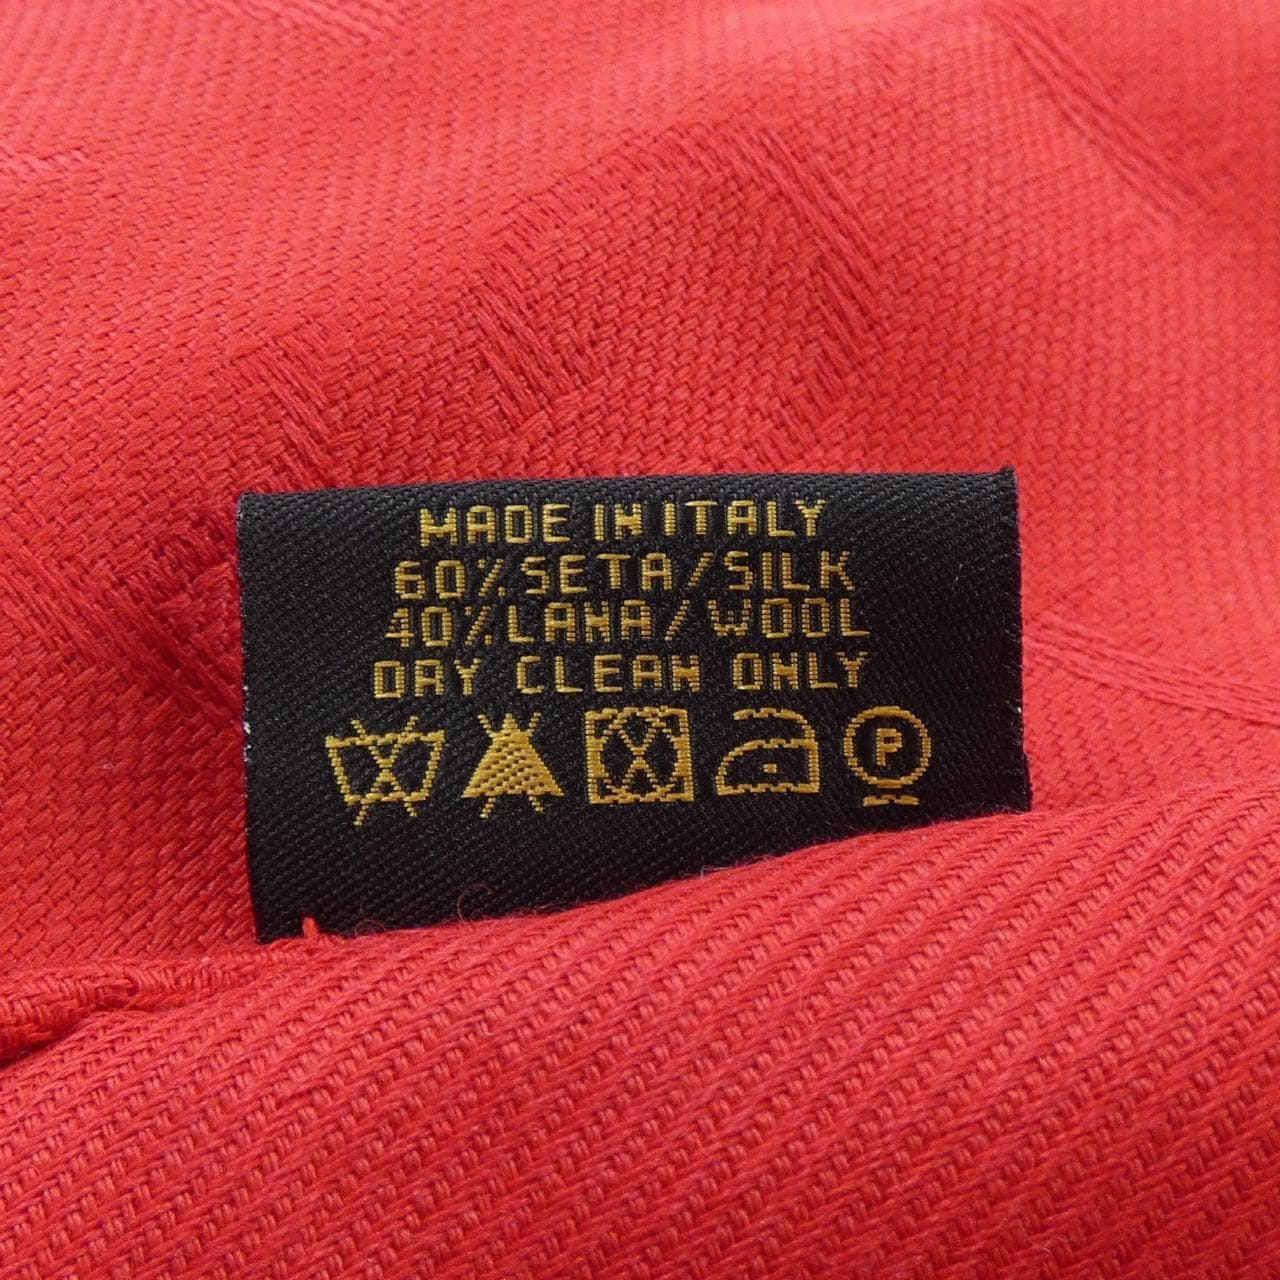 MADE IN ITALY
60% SETA/SILK
40% LANA/WOOL
DRY CLEAN ONLY
P